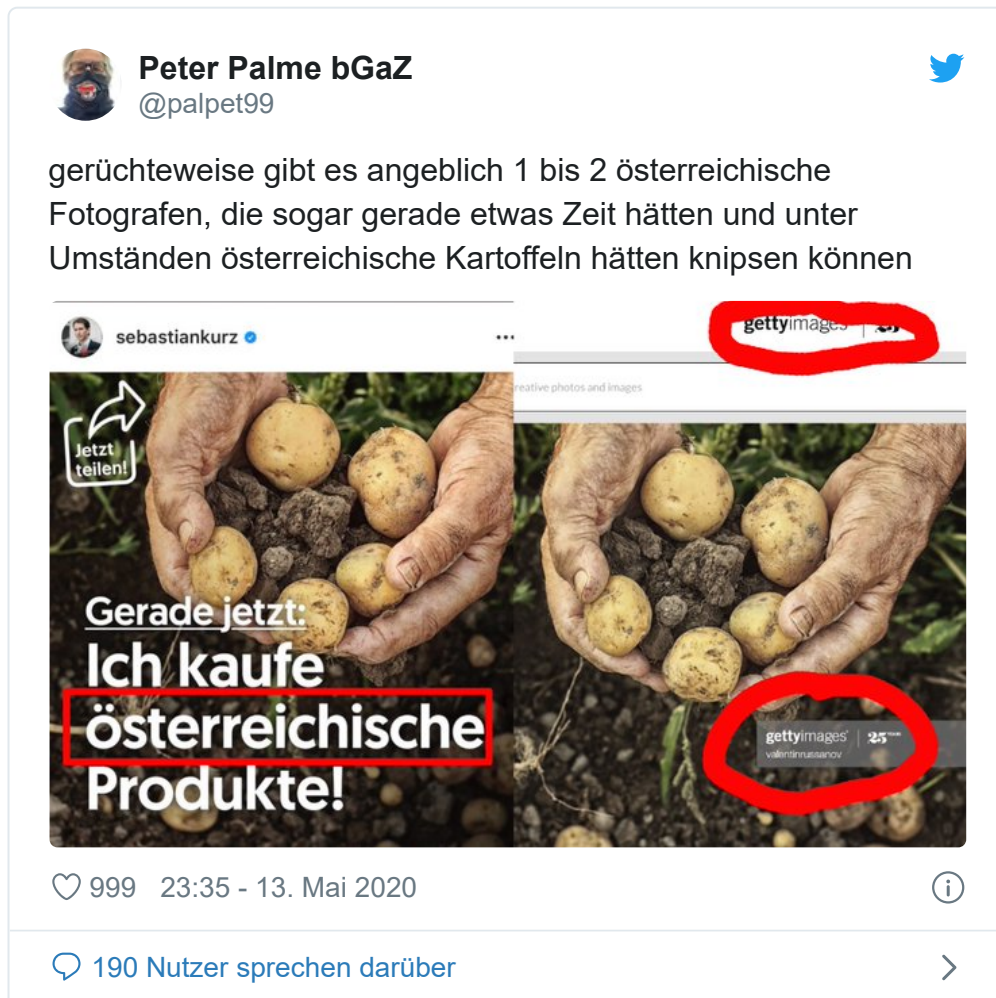 Peter Palme bGaZ
@palpet99
gerüchteweise gibt es angeblich 1 bis 2 österreichische
Fotografen, die sogar gerade etwas Zeit hätten und unter
Umständen österreichische Kartoffeln hätten knipsen können
sebastiankurz
Jetzt
teilen!
Gerade jetzt:
Ich kaufe
österreichische
Produkte!
gettyimages
reative photos and images
gettyimages | 25
valentinrussanov
999 23:35 - 13. Mai 2020
190 Nutzer sprechen darüber